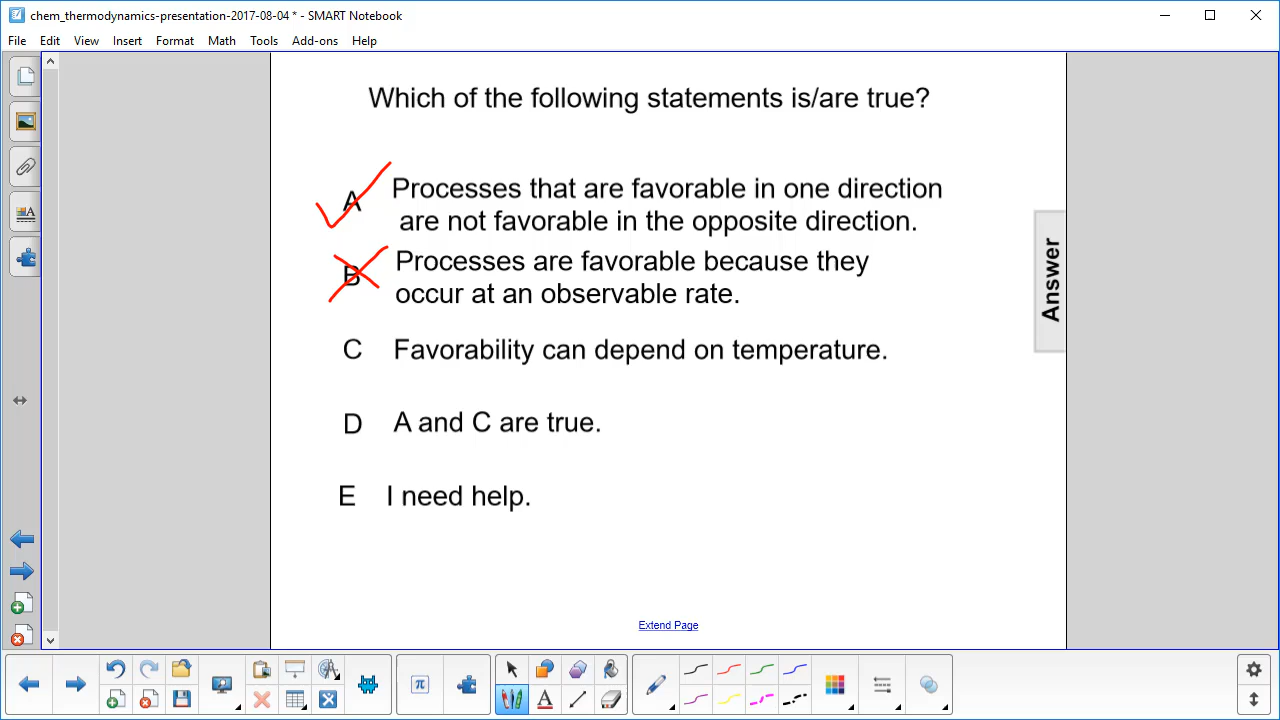 chem_thermodynamics-presentation-2017-08-04 * - SMART Notebook
File Edit View Insert Format Math Tools Add-ons Help
Which of the following statements is/are true?
A Processes that are favorable in one direction
are not favorable in the opposite direction.
B Processes are favorable because they
occur at an observable rate.
Answer
C Favorability can depend on temperature.
D A and C are true.
E I need help.
Extend Page
π
A